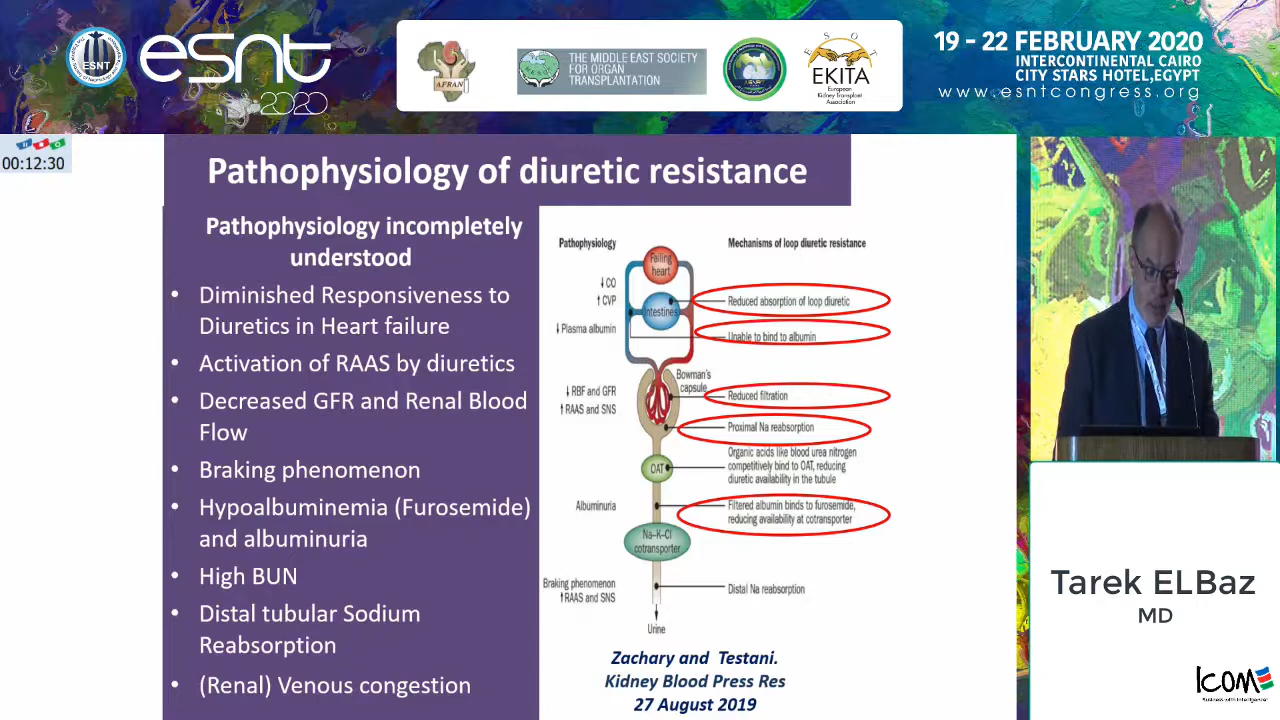 ESNT
esnt
2020
AFRAN
THE MIDDLE EAST SOCIETY
FOR ORGAN
TRANSPLANTATION
E S O T
EKITA
European
Kidney Transplant
Association
19 - 22 FEBRUARY 2020
INTERCONTINENTAL CAIRO
CITY STARS HOTEL,EGYPT
www.esntcongress.org
00:12:30
Pathophysiology of diuretic resistance
Pathophysiology incompletely
understood
• Diminished Responsiveness to
Diuretics in Heart failure
• Activation of RAAS by diuretics
• Decreased GFR and Renal Blood
Flow
• Braking phenomenon
• Hypoalbuminemia (Furosemide)
and albuminuria
• High BUN
• Distal tubular Sodium
Reabsorption
• (Renal) Venous congestion
Pathophysiology
Mechanisms of loop diuretic resistance
Failing
heart
↓ CO
↑ CVP
Intestines
Reduced absorption of loop diuretic
↓ Plasma albumin
Unable to bind to albumin
Bowman's
capsule
↓ RBF and GFR
↑ RAAS and SNS
Reduced filtration
Proximal Na reabsorption
OAT
Organic acids like blood urea nitrogen
competitively bind to OAT, reducing
diuretic availability in the tubule
Albuminuria
Filtered albumin binds to furosemide,
reducing availability at cotransporter
Na–K–Cl
cotransporter
Braking phenomenon
↑ RAAS and SNS
Distal Na reabsorption
Urine
Zachary and Testani.
Kidney Blood Press Res
27 August 2019
Tarek ELBaz
MD
ICOM
Business with Intelligence